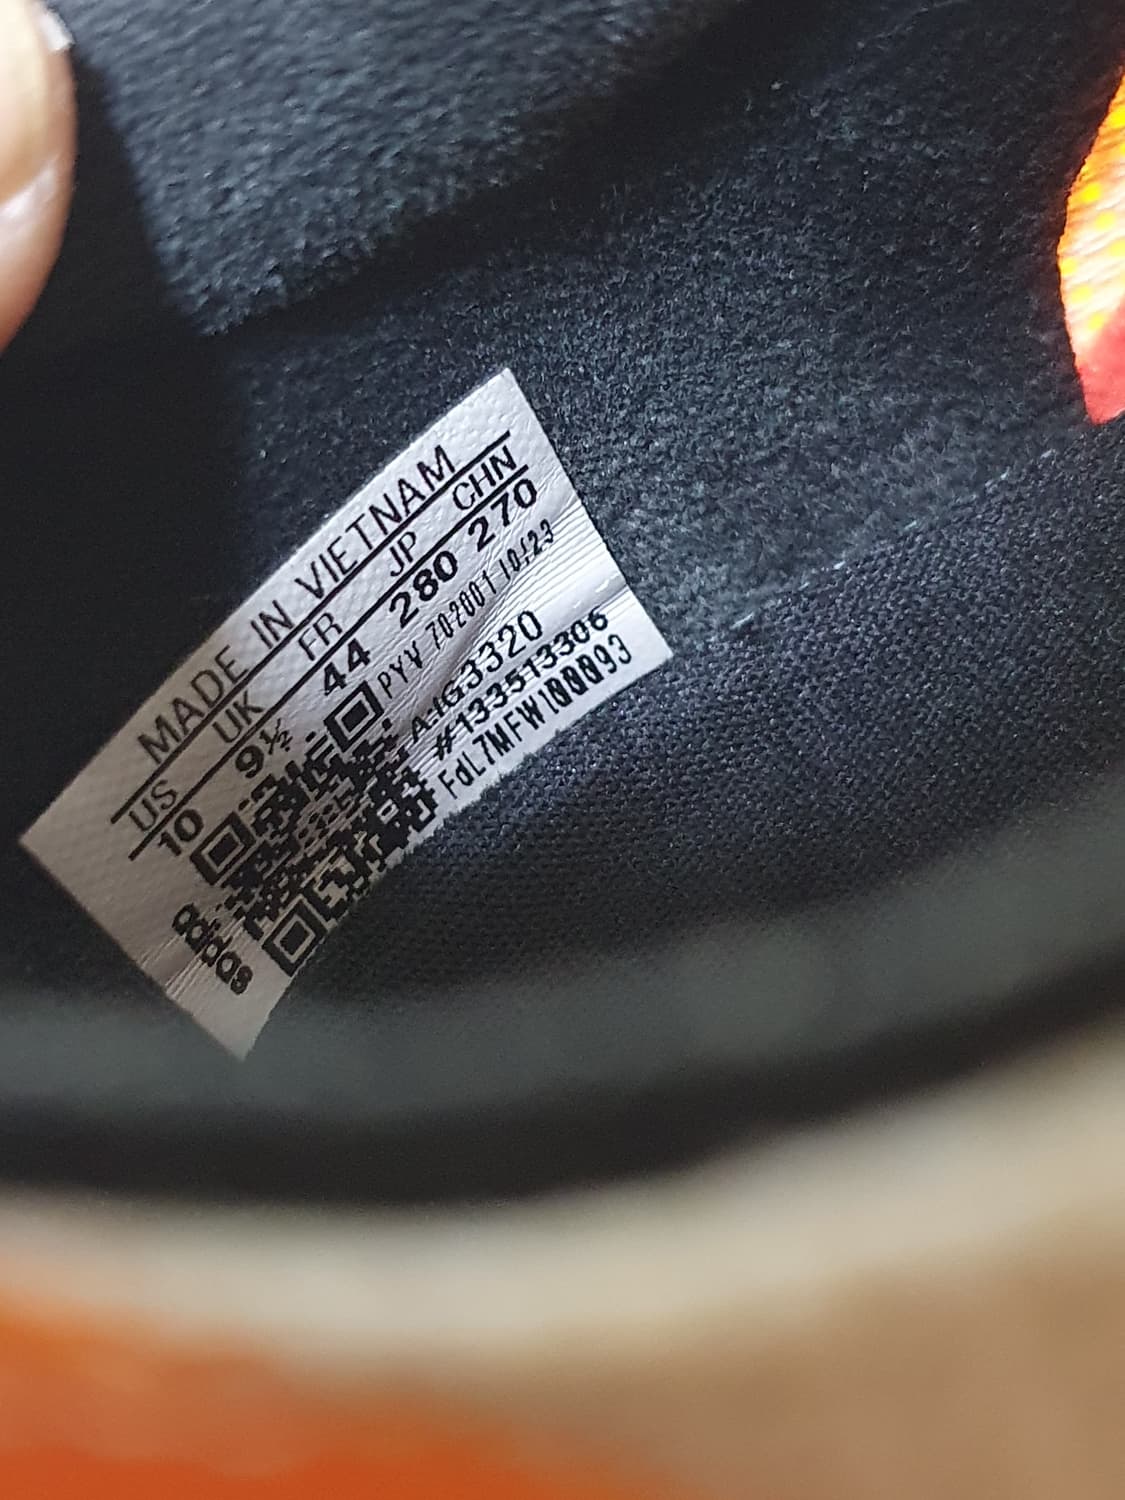 MADE IN VIETNAM
US UK FR JP CHN
10 9½ 44 280 270
PYV 702001 10/23
A-IG3320
#133513306
FdL7MFW100093
adidas